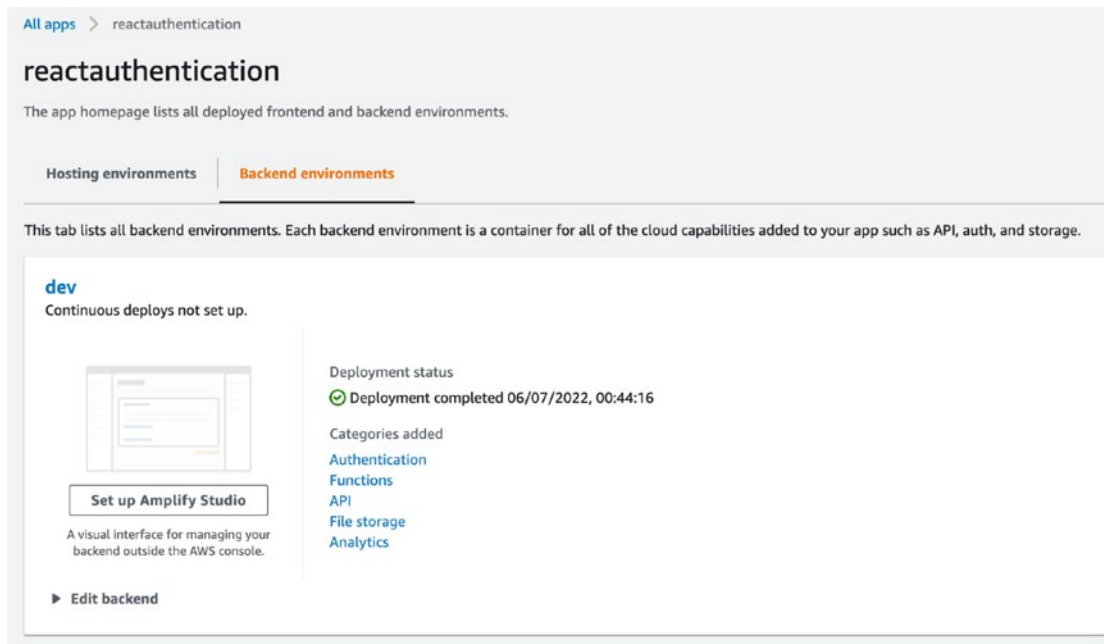 All apps > reactauthentication
reactauthentication
The app homepage lists all deployed frontend and backend environments.
Hosting environments
Backend environments
This tab lists all backend environments. Each backend environment is a container for all of the cloud capabilities added to your app such as API, auth, and storage.
dev
Continuous deploys not set up.
Set up Amplify Studio
A visual interface for managing your
backend outside the AWS console.
Deployment status
Deployment completed 06/07/2022, 00:44:16
Categories added
Authentication
Functions
API
File storage
Analytics
Edit backend